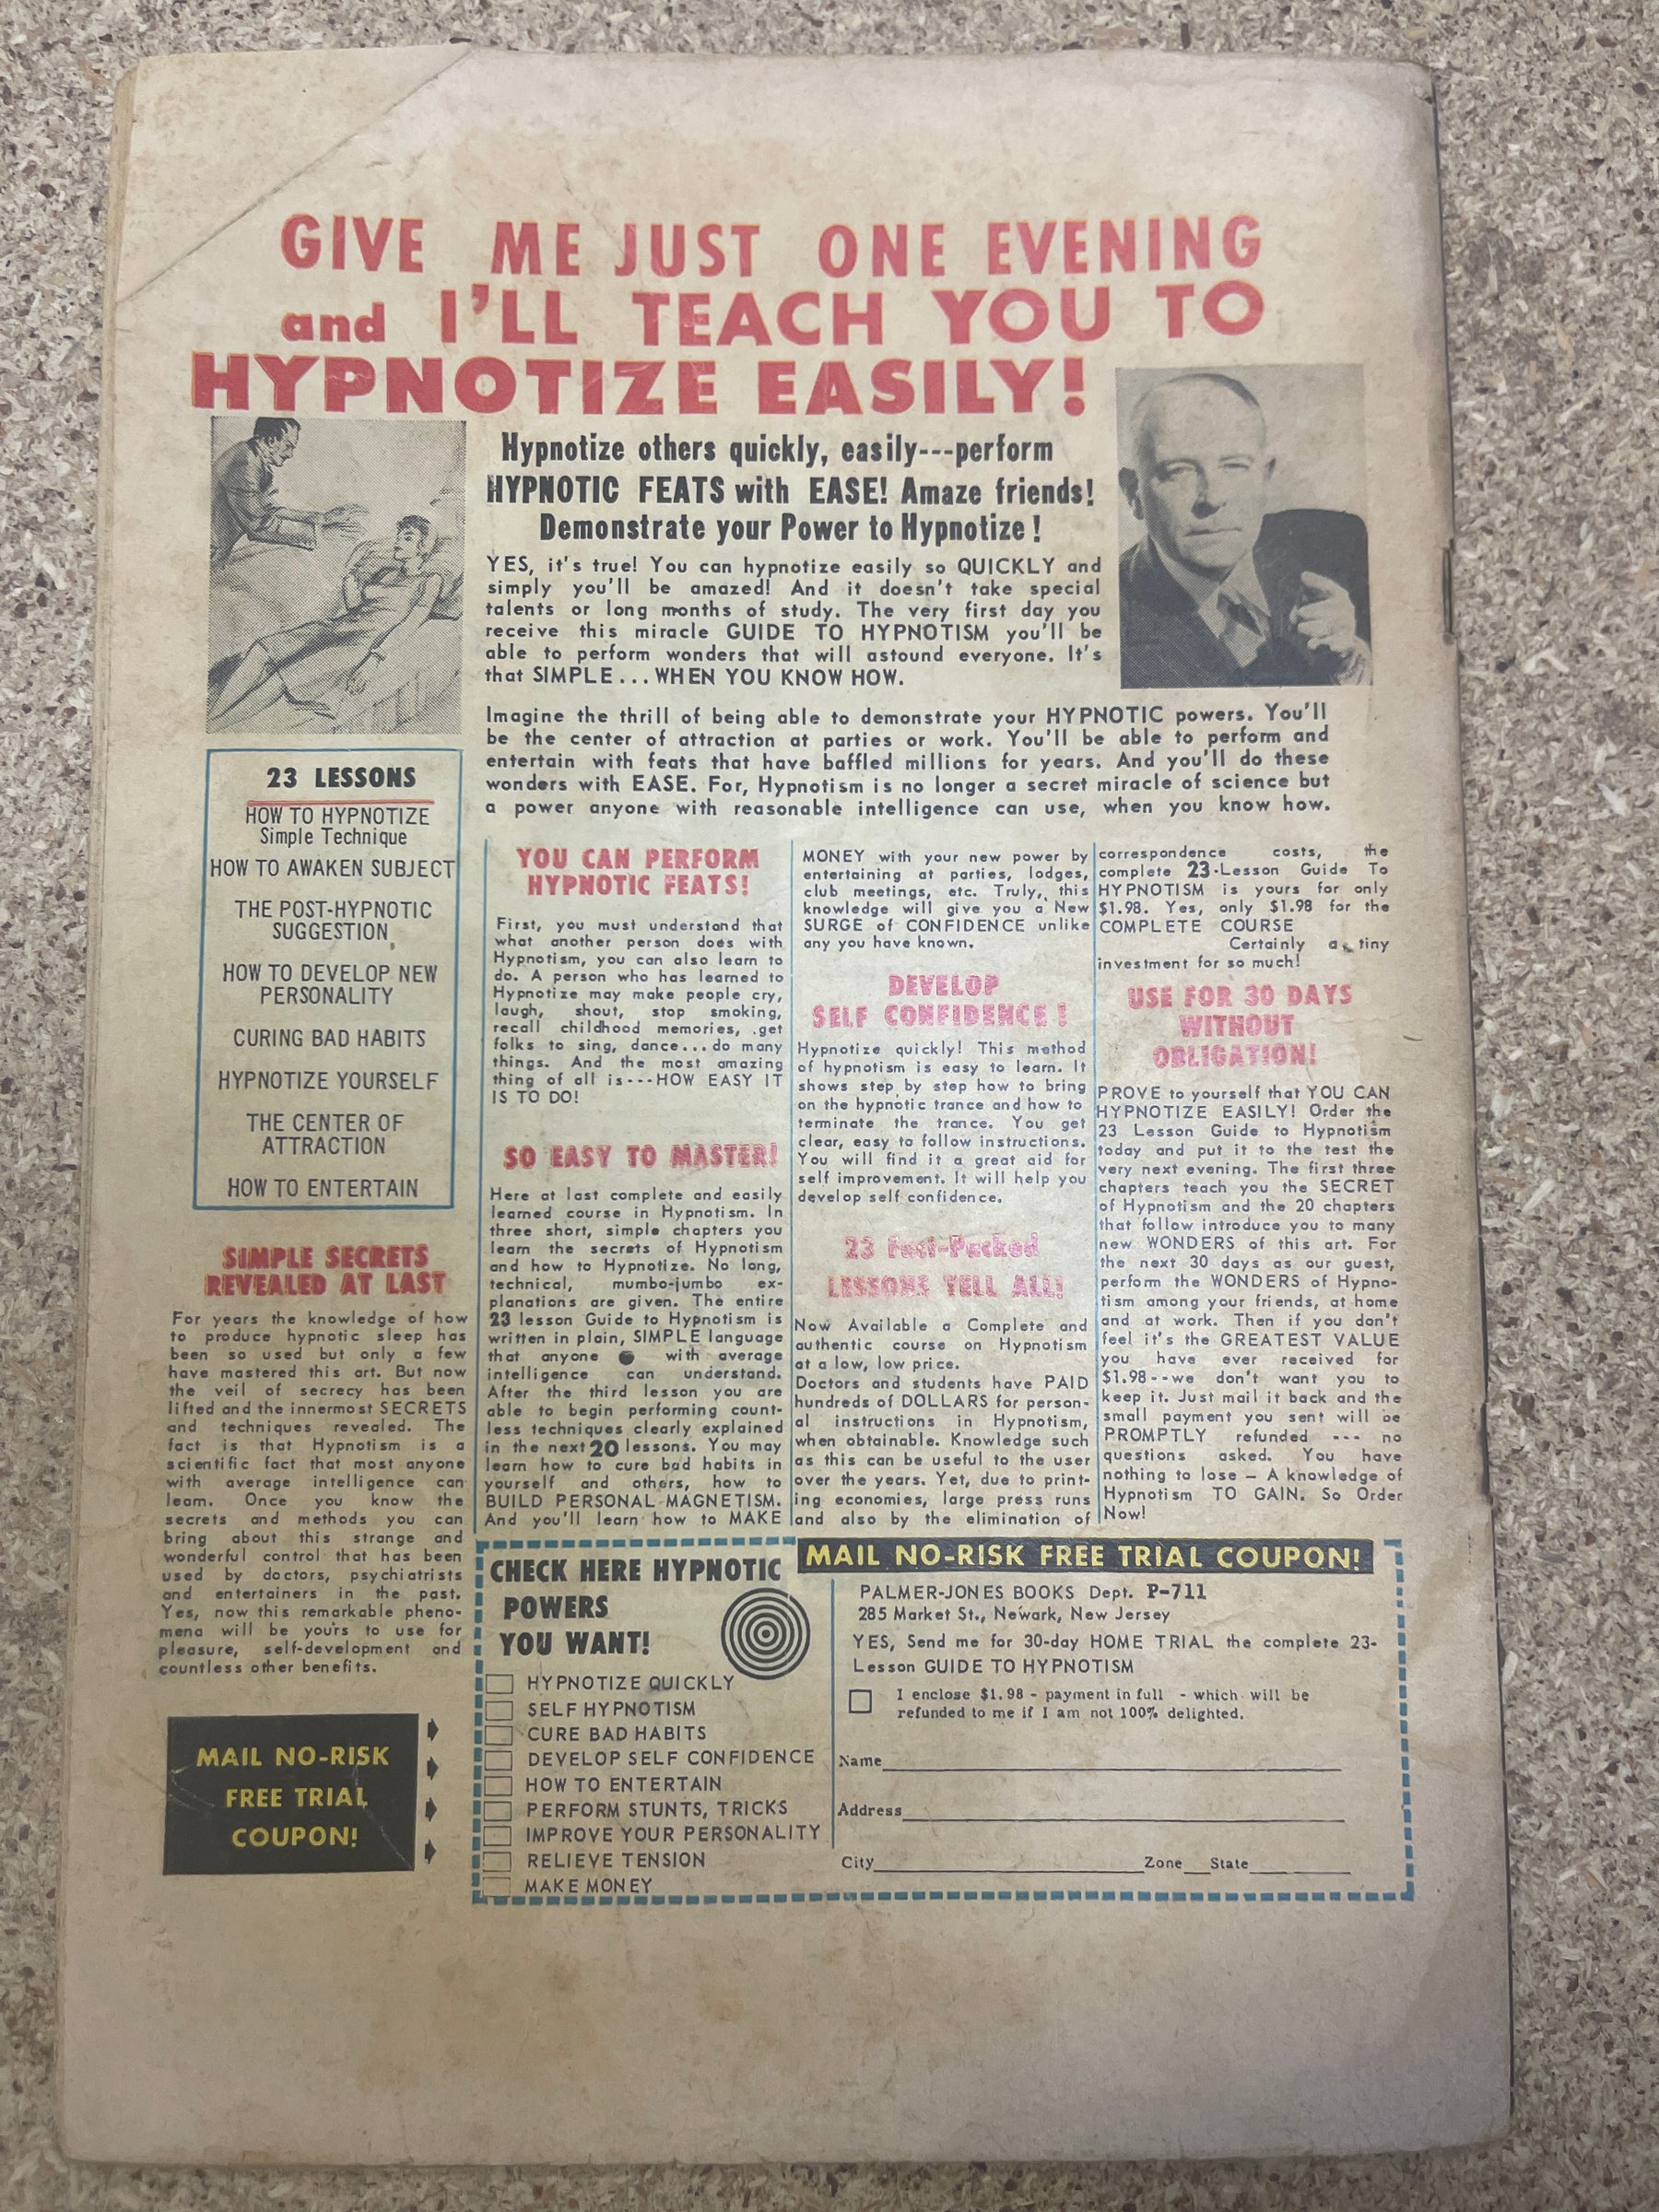 GIVE ME JUST ONE EVENING
and I'LL TEACH YOU TO
HYPNOTIZE EASILY!
Hypnotize others quickly, easily---perform
HYPNOTIC FEATS with EASE! Amaze friends!
Demonstrate your Power to Hypnotize!
YES, it's true! You can hypnotize easily so QUICKLY and
simply you'll be amazed! And it doesn't take special
talents or long months of study. The very first day you
receive this miracle GUIDE TO HYPNOTISM you'll be
able to perform wonders that will astound everyone. It's
that SIMPLE...WHEN YOU KNOW HOW.
Imagine the thrill of being able to demonstrate your HYPNOTIC powers. You'll
be the center of attraction at parties or work. You'll be able to perform and
entertain with feats that have baffled millions for years. And you'll do these
wonders with EASE. For, Hypnotism is no longer a secret miracle of science but
a power anyone with reasonable intelligence can use, when you know how.
23 LESSONS
HOW TO HYPNOTIZE
Simple Technique
HOW TO AWAKEN SUBJECT
THE POST-HYPNOTIC
SUGGESTION
HOW TO DEVELOP NEW
PERSONALITY
CURING BAD HABITS
HYPNOTIZE YOURSELF
THE CENTER OF
ATTRACTION
HOW TO ENTERTAIN
SIMPLE SECRETS
REVEALED AT LAST
For years the knowledge of how
to produce hypnotic sleep has
been so used but only a few
have mastered this art. But now
the veil of secrecy has been
lifted and the innermost SECRETS
and techniques revealed. The
fact is that Hypnotism is a
scientific fact that most anyone
with average intelligence can
learn. Once you know the
secrets and methods you can
bring about this strange and
wonderful control that has been
used by doctors, psychiatrists
and entertainers in the past.
Yes, now this remarkable pheno-
mena will be yours to use for
pleasure, self-development and
countless other benefits.
MAIL NO-RISK
FREE TRIAL
COUPON!
YOU CAN PERFORM
HYPNOTIC FEATS!
First, you must understand that
what another person does with
Hypnotism, you can also learn to
do. A person who has learned to
Hypnotize may make people cry,
laugh, shout, stop smoking,
recall childhood memories, .get
folks to sing, dance...do many
things. And the most amazing
thing of all is---HOW EASY IT
IS TO DO!
SO EASY TO MASTER!
Here at last complete and easily
learned course in Hypnotism. In
three short, simple chapters you
learn the secrets of Hypnotism
and how to Hypnotize. No long,
technical, mumbo-jumbo ex-
planations are given. The entire
23 lesson Guide to Hypnotism is
written in plain, SIMPLE language
that anyone with average
intelligence can understand.
After the third lesson you are
able to begin performing count-
less techniques clearly explained
in the next 20 lessons. You may
learn how to cure bad habits in
yourself and others, how to
BUILD PERSONAL MAGNETISM.
And you'll learn how to MAKE
MONEY with your new power by
entertaining at parties, lodges,
club meetings, etc. Truly, this
knowledge will give you a New
SURGE of CONFIDENCE unlike
any you have known.
DEVELOP
SELF CONFIDENCE!
Hypnotize quickly! This method
of hypnotism is easy to learn. It
shows step by step how to bring
on the hypnotic trance and how to
terminate the trance. You get
clear, easy to follow instructions.
You will find it a great aid for
self improvement. It will help you
develop self confidence.
23 Fact-Packed
LESSONS TELL ALL!
Now Available a Complete and
authentic course on Hypnotism
at a low, low price.
Doctors and students have PAID
hundreds of DOLLARS for person-
al instructions in Hypnotism,
when obtainable. Knowledge such
as this can be useful to the user
over the years. Yet, due to print-
ing economies, large press runs
and also by the elimination of
correspondence costs, the
complete 23-Lesson Guide To
HYPNOTISM is yours for only
$1.98. Yes, only $1.98 for the
COMPLETE COURSE
Certainly a tiny
investment for so much!
USE FOR 30 DAYS
WITHOUT
OBLIGATION!
PROVE to yourself that YOU CAN
HYPNOTIZE EASILY! Order the
23 Lesson Guide to Hypnotism
today and put it to the test the
very next evening. The first three
chapters teach you the SECRET
of Hypnotism and the 20 chapters
that follow introduce you to many
new WONDERS of this art. For
the next 30 days as our guest,
perform the WONDERS of Hypno-
tism among your friends, at home
and at work. Then if you don't
feel it's the GREATEST VALUE
you have ever received for
$1.98--we don't want you to
keep it. Just mail it back and the
small payment you sent will be
PROMPTLY refunded --- no
questions asked. You have
nothing to lose – A knowledge of
Hypnotism TO GAIN. So Order
Now!
CHECK HERE HYPNOTIC
POWERS
YOU WANT!
HYPNOTIZE QUICKLY
SELF HYPNOTISM
CURE BAD HABITS
DEVELOP SELF CONFIDENCE
HOW TO ENTERTAIN
PERFORM STUNTS, TRICKS
IMPROVE YOUR PERSONALITY
RELIEVE TENSION
MAKE MONEY
MAIL NO-RISK FREE TRIAL COUPON!
PALMER-JONES BOOKS Dept. P-711
285 Market St., Newark, New Jersey
YES, Send me for 30-day HOME TRIAL the complete 23-
Lesson GUIDE TO HYPNOTISM
I enclose $1.98 - payment in full - which will be
refunded to me if I am not 100% delighted.
Name
Address
City Zone State